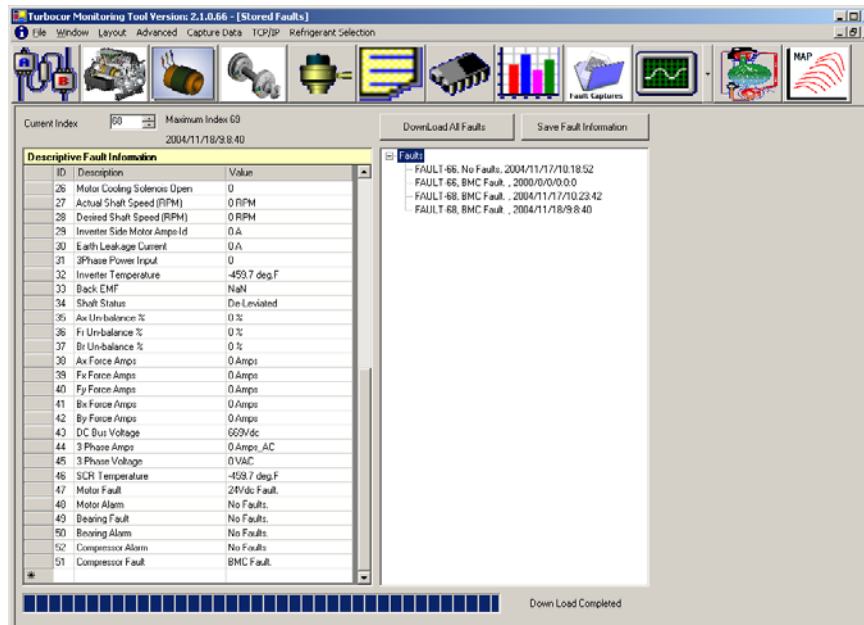 Turbocor Monitoring Tool Version: 2.1.0.66 - [Stored Faults]
File Window Layout Advanced Capture Data TCP/IP Refrigerant Selection
A B Fault Captures MAP
Current Index 68 Maximum Index 69
2004/11/18/9:8:40
DownLoad All Faults Save Fault Information
Descriptive Fault Information
ID Description Value
26 Motor Cooling Solenois Open 0
27 Actual Shaft Speed (RPM) 0 RPM
28 Desired Shaft Speed (RPM) 0 RPM
29 Inverter Side Motor Amps-Id 0 A
30 Earth Leakage Current 0 A
31 3Phase Power Input 0
32 Inverter Temperature -459.7 deg.F
33 Back EMF NaN
34 Shaft Status De-Leviated
35 Ax Un-balance % 0 %
36 Fr Un-balance % 0 %
37 Br Un-balance % 0 %
38 Ax Force Amps 0 Amps
39 Fx Force Amps 0 Amps
40 Fy Force Amps 0 Amps
41 Bx Force Amps 0 Amps
42 By Force Amps 0 Amps
43 DC Bus Voltage 669Vdc
44 3 Phase Amps 0 Amps_AC
45 3 Phase Voltage 0 VAC
46 SCR Temperature -459.7 deg.F
47 Motor Fault 24Vdc Fault.
48 Motor Alarm No Faults.
49 Bearing Fault No Faults.
50 Bearing Alarm No Faults.
52 Compressor Alarm No Faults
51 Compressor Fault BMC Fault.
*
Faults
FAULT-66, No Faults, 2004/11/17/10:18:52
FAULT-66, BMC Fault. , 2000/0/0/0:0:0
FAULT-68, BMC Fault. , 2004/11/17/10:23:42
FAULT-68, BMC Fault. , 2004/11/18/9:8:40
Down Load Completed